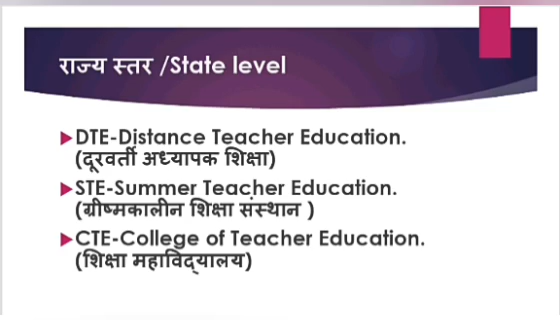 राज्य स्तर /State level
DTE-Distance Teacher Education.
(दूरवर्ती अध्यापक शिक्षा)
STE-Summer Teacher Education.
(ग्रीष्मकालीन शिक्षा संस्थान )
CTE-College of Teacher Education.
(शिक्षा महाविद्यालय)